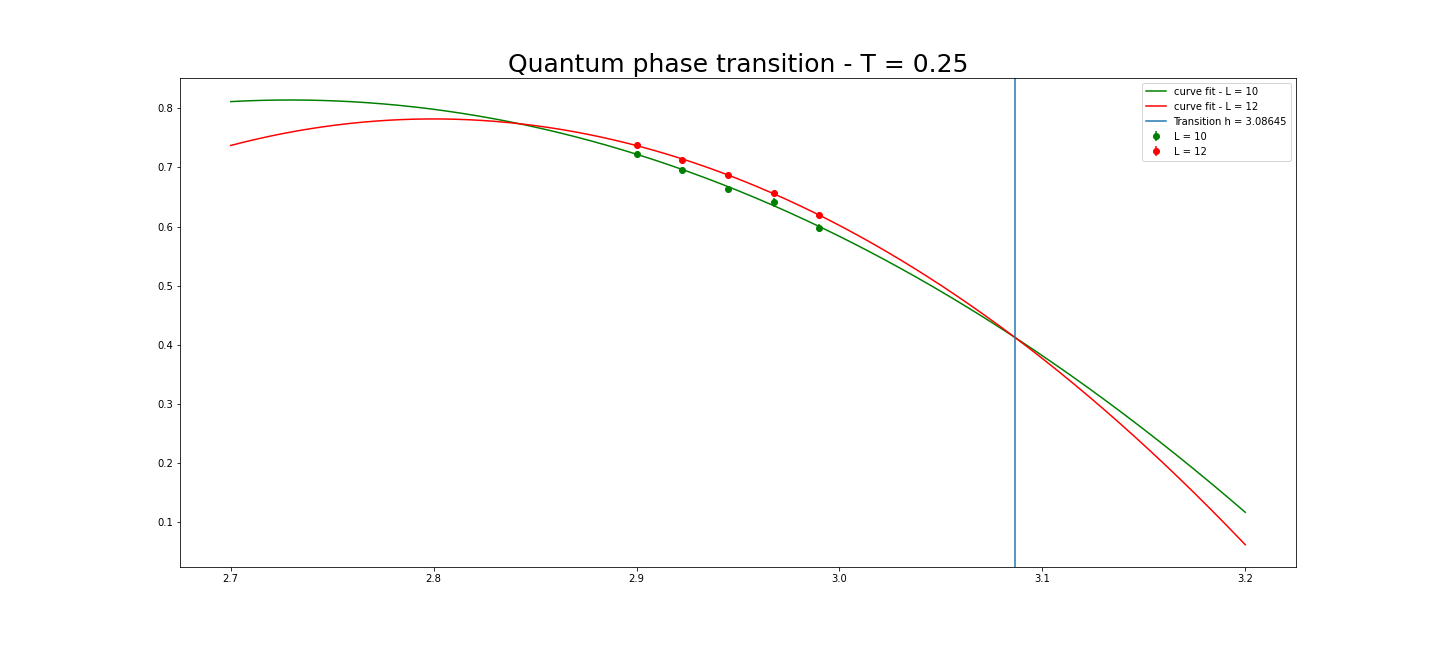 Quantum phase transition - T = 0.25
curve fit - L = 10
curve fit - L = 12
Transition h = 3.08645
L = 10
L = 12
0.8
0.7
0.6
0.5
0.4
0.3
0.2
0.1
2.7 2.8 2.9 3.0 3.1 3.2